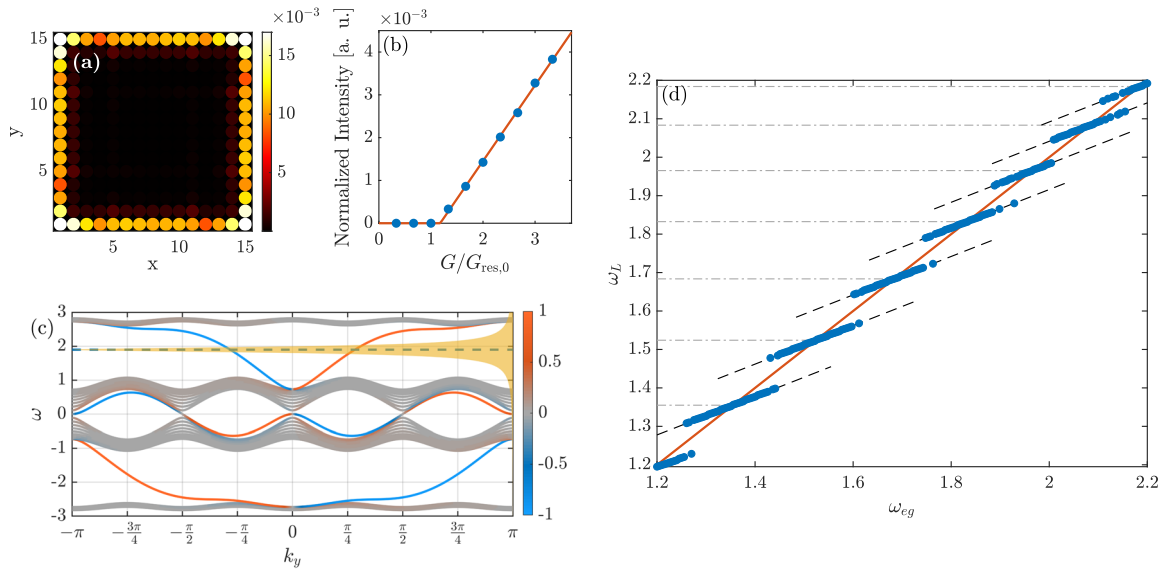 ×10⁻³
15
10
5
y
(a)
5
10
15
x
15
10
5
×10⁻³
4
3
2
1
0
Normalized Intensity [a. u.]
(b)
0
1
2
3
G/G_res,0
(c)
3
2
1
0
-1
-2
-3
ω
−π
−3π/4
−π/2
−π/4
0
π/4
π/2
3π/4
π
k_y
1
0.5
0
-0.5
-1
(d)
2.2
2.1
2
1.9
1.8
1.7
1.6
1.5
1.4
1.3
1.2
ω_L
1.2
1.4
1.6
1.8
2
2.2
ω_eg